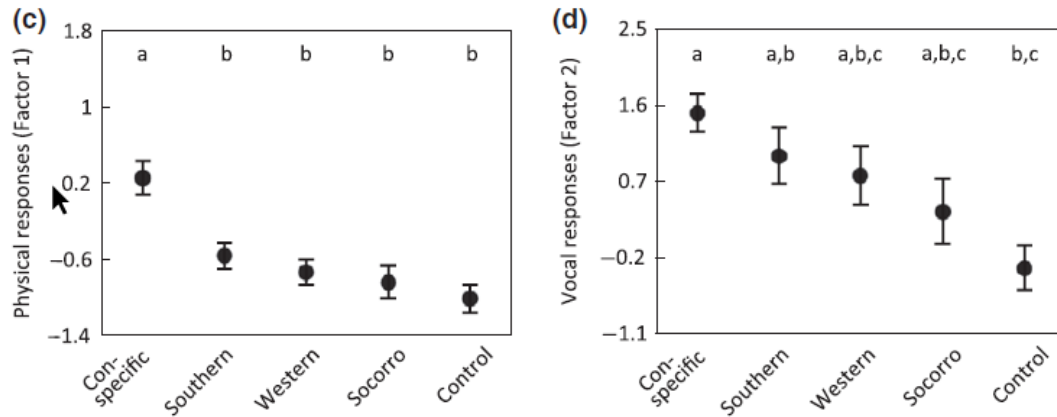 (c)
Physical responses (Factor 1)
1.8
1
0.2
−0.6
−1.4
a b b b b
Con-
specific
Southern
Western
Socorro
Control
(d)
Vocal responses (Factor 2)
2.5
1.6
0.7
−0.2
−1.1
a a,b a,b,c a,b,c b,c
Con-
specific
Southern
Western
Socorro
Control